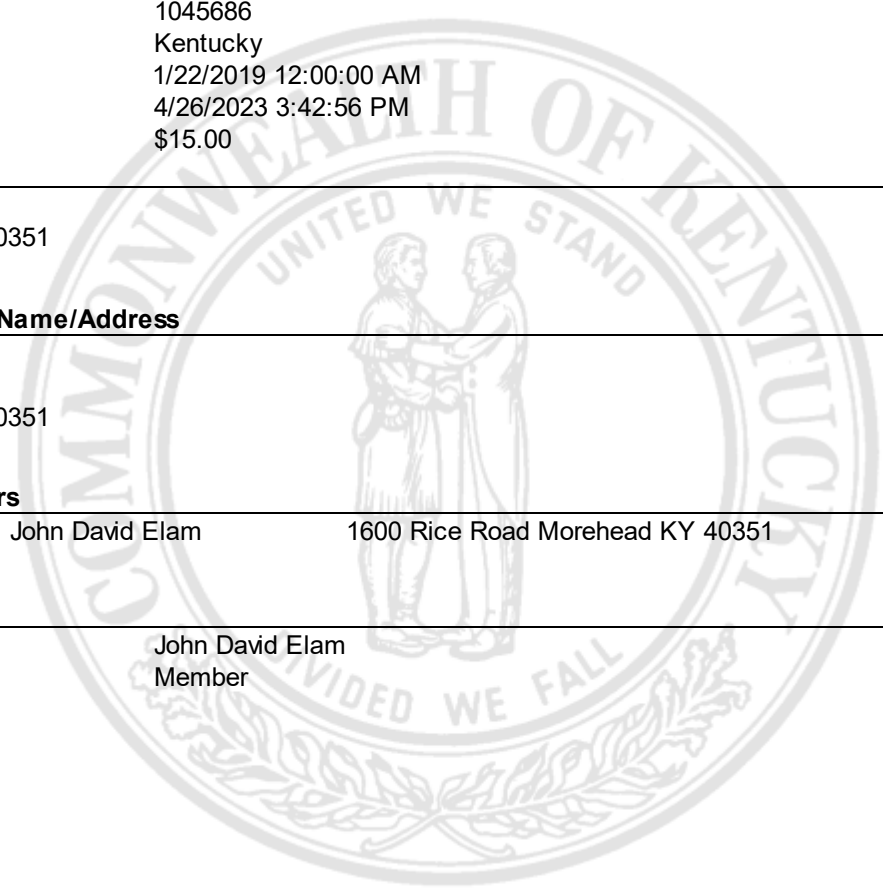 1045686
Kentucky
1/22/2019 12:00:00 AM
4/26/2023 3:42:56 PM
$15.00
0351
Name/Address
0351
rs
John David Elam 1600 Rice Road Morehead KY 40351
John David Elam
Member
COMMONWEALTH OF KENTUCKY
UNITED WE STAND
DIVIDED WE FALL